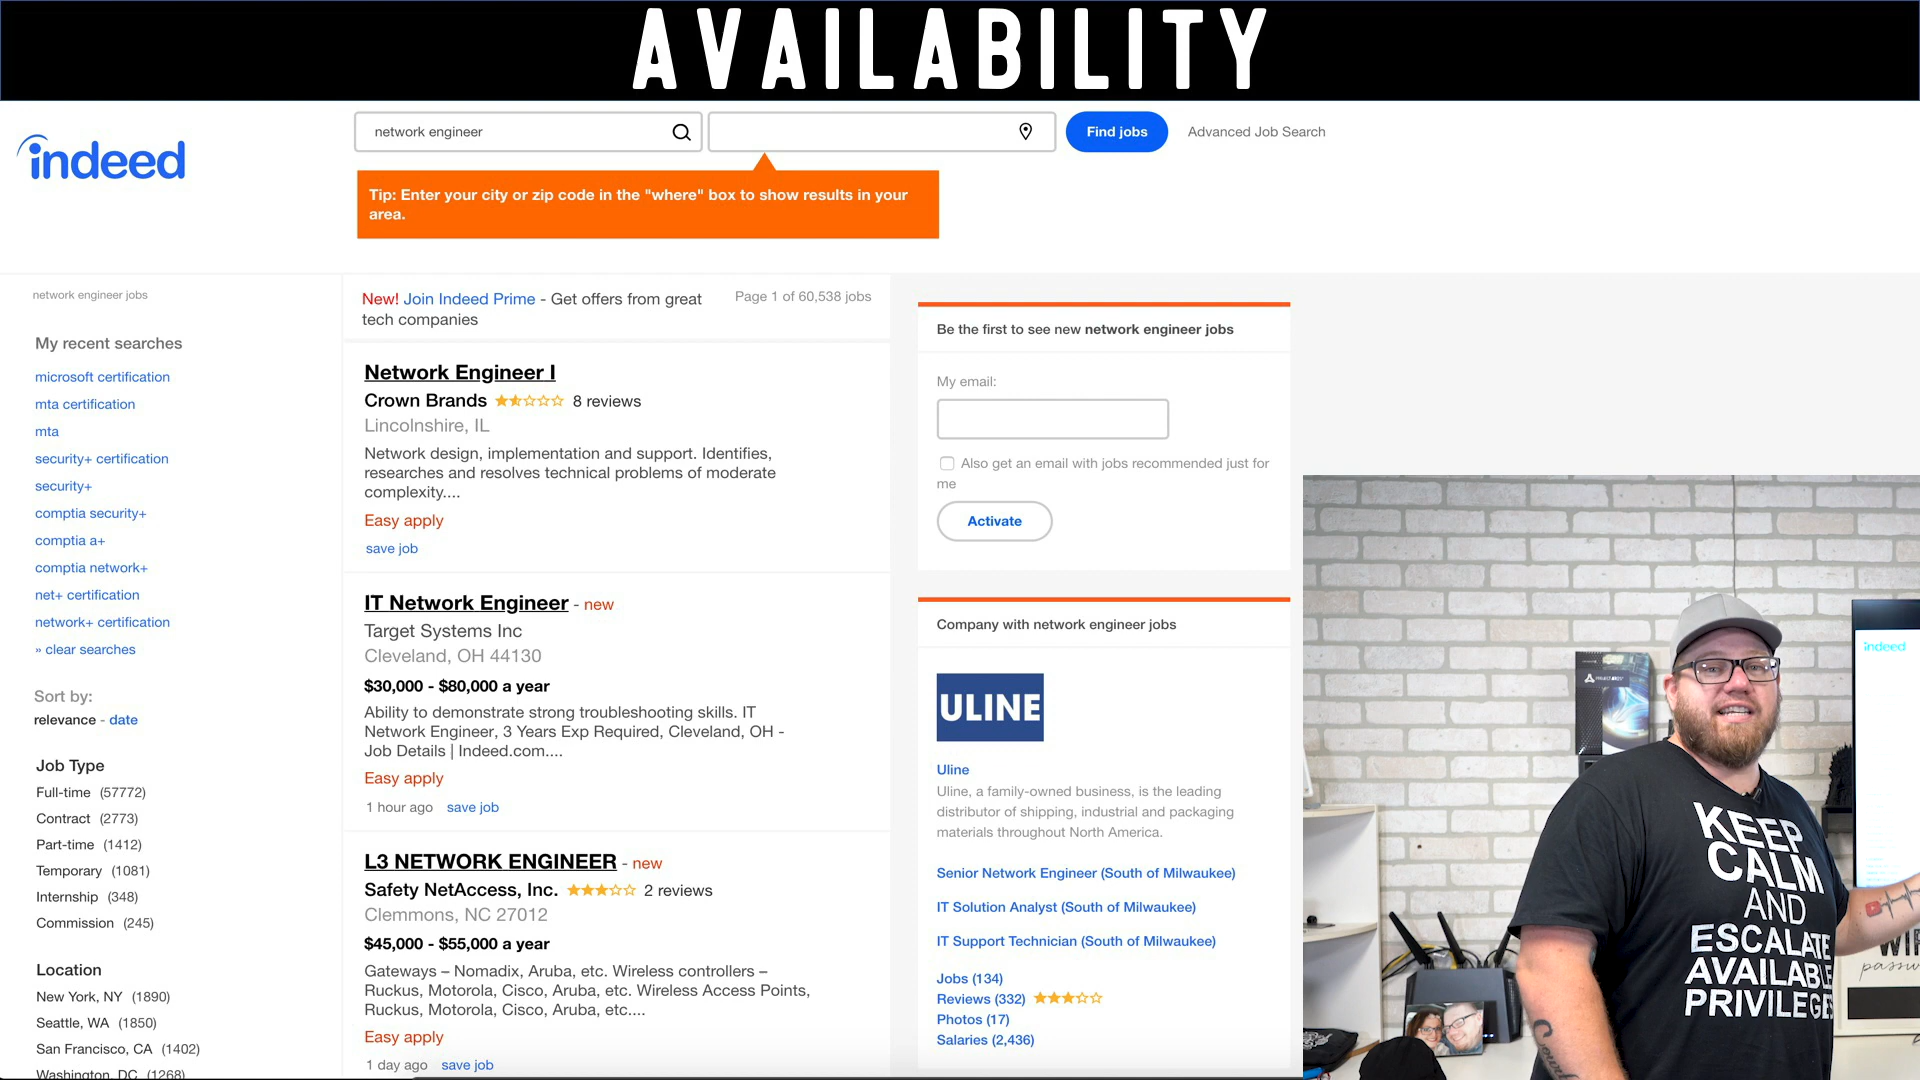 AVAILABILITY
indeed
network engineer
Find jobs
Advanced Job Search
Tip: Enter your city or zip code in the "where" box to show results in your
area.
network engineer jobs
My recent searches
microsoft certification
mta certification
mta
security+ certification
security+
comptia security+
comptia a+
comptia network+
net+ certification
network+ certification
» clear searches
Sort by:
relevance - date
Job Type
Full-time (57772)
Contract (2773)
Part-time (1412)
Temporary (1081)
Internship (348)
Commission (245)
Location
New York, NY (1890)
Seattle, WA (1850)
San Francisco, CA (1402)
Washington, DC (1268)
New! Join Indeed Prime - Get offers from great
tech companies
Page 1 of 60,538 jobs
Network Engineer I
Crown Brands 8 reviews
Lincolnshire, IL
Network design, implementation and support. Identifies,
researches and resolves technical problems of moderate
complexity....
Easy apply
save job
IT Network Engineer - new
Target Systems Inc
Cleveland, OH 44130
$30,000 - $80,000 a year
Ability to demonstrate strong troubleshooting skills. IT
Network Engineer, 3 Years Exp Required, Cleveland, OH -
Job Details | Indeed.com....
Easy apply
1 hour ago save job
L3 NETWORK ENGINEER - new
Safety NetAccess, Inc. 2 reviews
Clemmons, NC 27012
$45,000 - $55,000 a year
Gateways – Nomadix, Aruba, etc. Wireless controllers –
Ruckus, Motorola, Cisco, Aruba, etc. Wireless Access Points,
Ruckus, Motorola, Cisco, Aruba, etc....
Easy apply
1 day ago save job
Be the first to see new network engineer jobs
My email:
Also get an email with jobs recommended just for
me
Activate
Company with network engineer jobs
ULINE
Uline
Uline, a family-owned business, is the leading
distributor of shipping, industrial and packaging
materials throughout North America.
Senior Network Engineer (South of Milwaukee)
IT Solution Analyst (South of Milwaukee)
IT Support Technician (South of Milwaukee)
Jobs (134)
Reviews (332)
Photos (17)
Salaries (2,436)
indeed
KEEP
CALM
AND
ESCALATE
AVAILABLE
PRIVILEGE